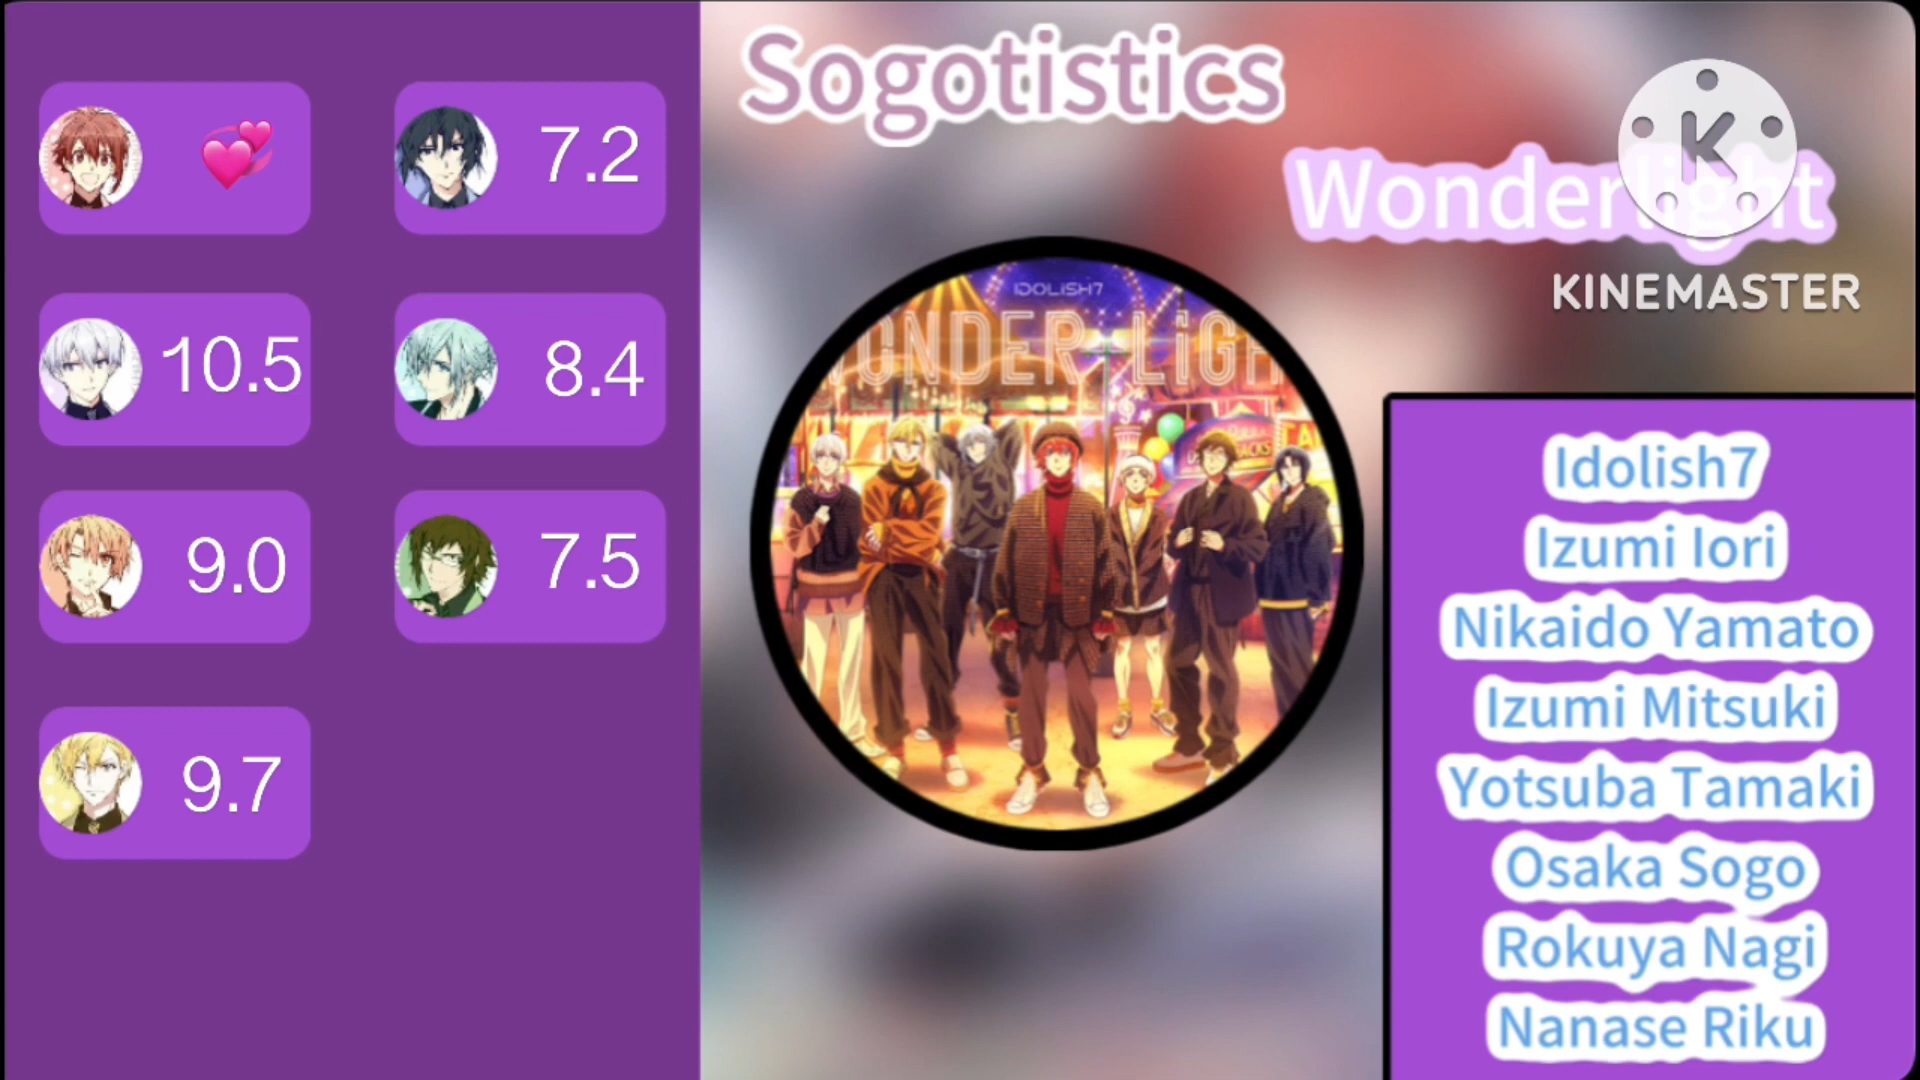 💞
7.2
10.5
8.4
9.0
7.5
9.7
Sogotistics
Wonderlight
K
KINEMASTER
IDOLiSH7
WONDER LiGH
Idolish7
Izumi Iori
Nikaido Yamato
Izumi Mitsuki
Yotsuba Tamaki
Osaka Sogo
Rokuya Nagi
Nanase Riku